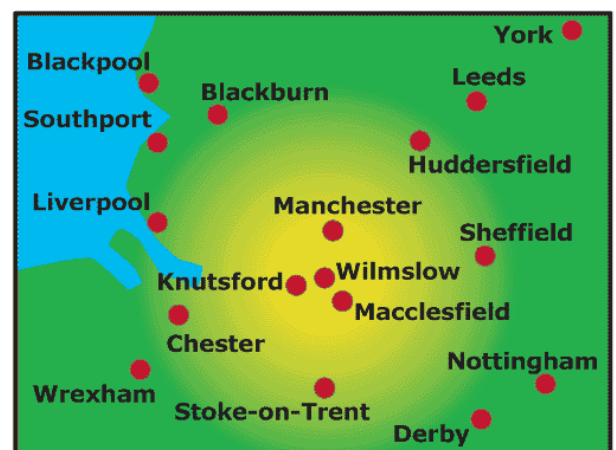 York
Blackpool
Leeds
Blackburn
Southport
Huddersfield
Liverpool
Manchester
Sheffield
Wilmslow
Knutsford
Macclesfield
Chester
Nottingham
Wrexham
Stoke-on-Trent
Derby